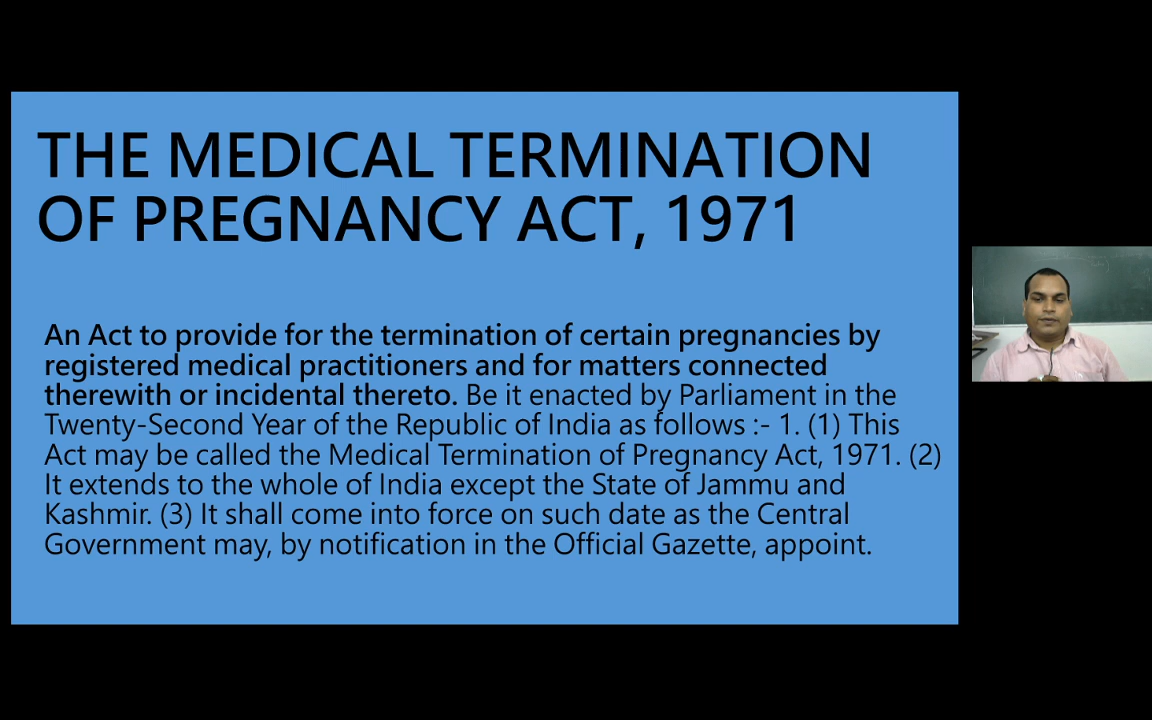 THE MEDICAL TERMINATION
OF PREGNANCY ACT, 1971
An Act to provide for the termination of certain pregnancies by
registered medical practitioners and for matters connected
therewith or incidental thereto. Be it enacted by Parliament in the
Twenty-Second Year of the Republic of India as follows :- 1. (1) This
Act may be called the Medical Termination of Pregnancy Act, 1971. (2)
It extends to the whole of India except the State of Jammu and
Kashmir. (3) It shall come into force on such date as the Central
Government may, by notification in the Official Gazette, appoint.